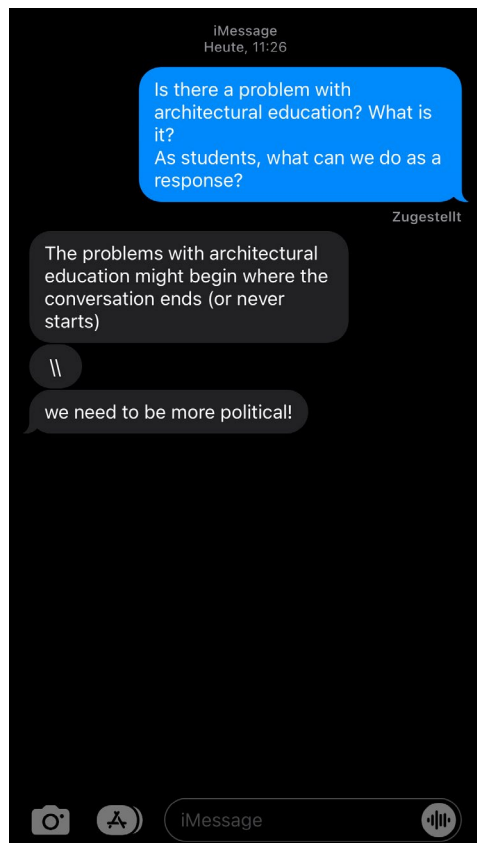 iMessage
Heute, 11:26
Is there a problem with
architectural education? What is
it?
As students, what can we do as a
response?
Zugestellt
The problems with architectural
education might begin where the
conversation ends (or never
starts)
\\
we need to be more political!
iMessage